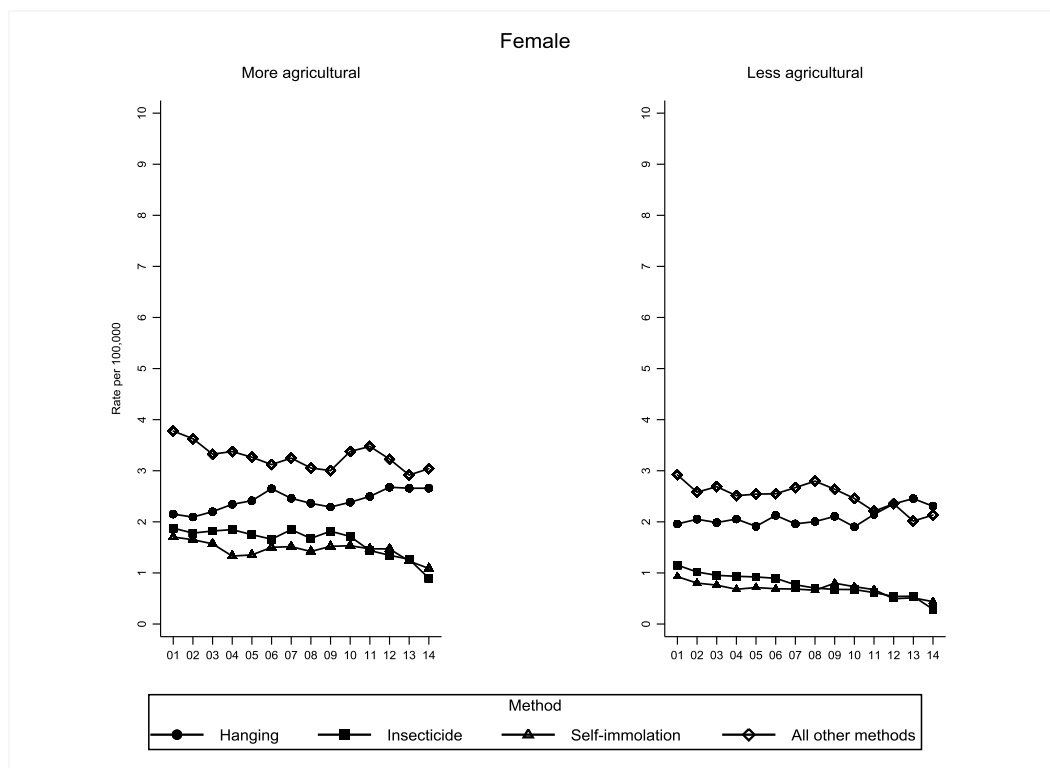 Female
More agricultural
Less agricultural
Rate per 100,000
10
9
8
7
6
5
4
3
2
1
0
01 02 03 04 05 06 07 08 09 10 11 12 13 14
10
9
8
7
6
5
4
3
2
1
0
01 02 03 04 05 06 07 08 09 10 11 12 13 14
Method
Hanging Insecticide Self-immolation All other methods